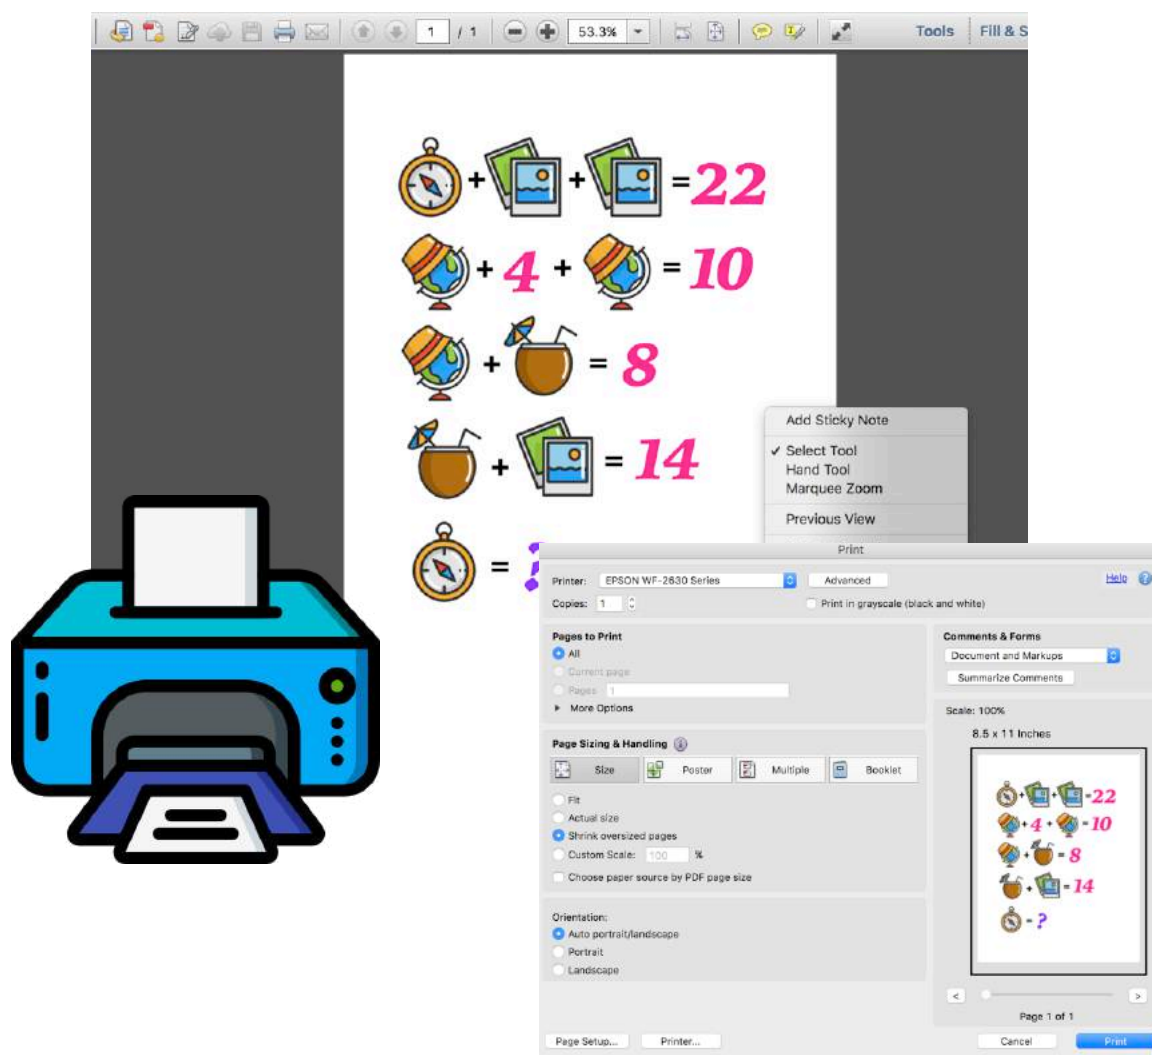 1 / 1 53.3% Tools Fill & S
+ + =22
+ 4 + = 10
+ = 8
+ = 14
= ?
Add Sticky Note
✓ Select Tool
Hand Tool
Marquee Zoom
Previous View
Print
Printer: EPSON WF-2630 Series Advanced Help ?
Copies: 1 Print in grayscale (black and white)
Pages to Print
All
Current page
Pages 1
More Options
Comments & Forms
Document and Markups
Summarize Comments
Page Sizing & Handling
Size Poster Multiple Booklet
Fit
Actual size
Shrink oversized pages
Custom Scale: 100 %
Choose paper source by PDF page size
Orientation:
Auto portrait/landscape
Portrait
Landscape
Scale: 100%
8.5 x 11 Inches
+ + =22
+ 4 + = 10
+ = 8
+ = 14
= ?
< >
Page 1 of 1
Page Setup... Printer... Cancel Print